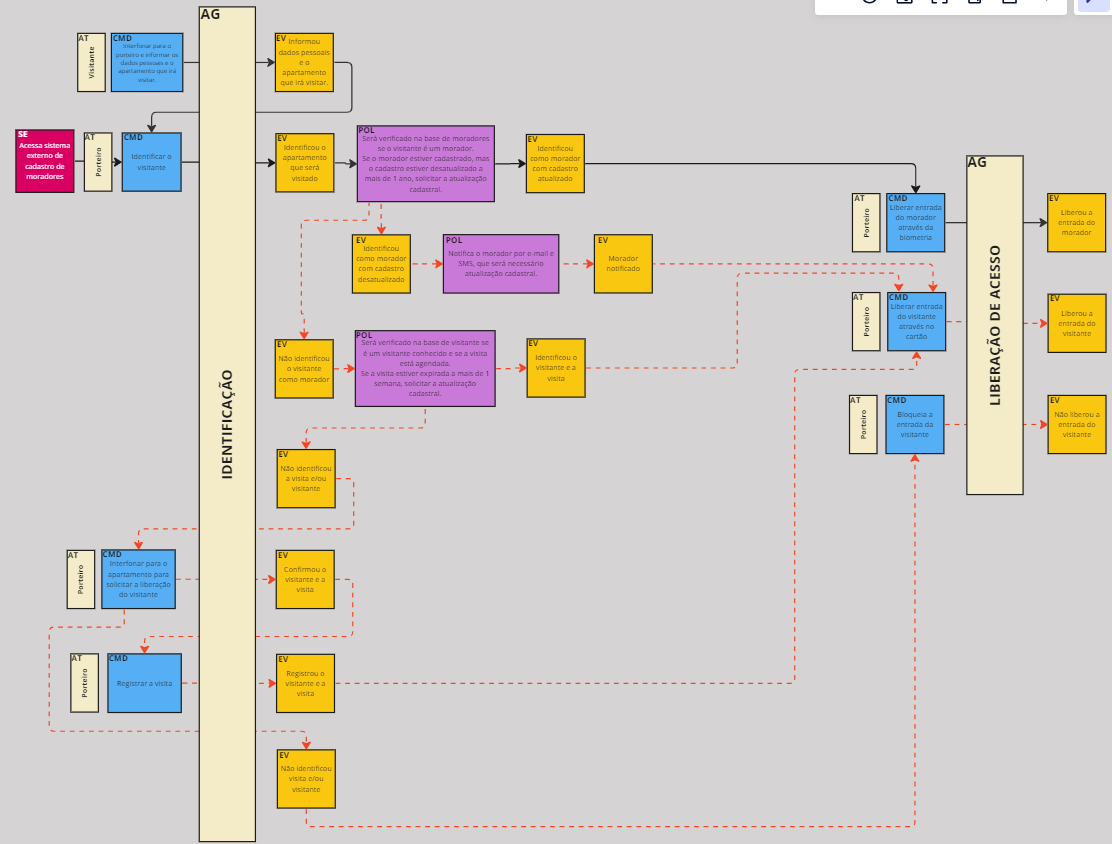 AG
AT
Visitante
CMD
Interfonar para o
porteiro e informar os
dados pessoais e o
apartamento que irá
visitar.
EV
Informou
dados pessoais
e o
apartamento
que irá visitar.
SE
Acessa sistema
externo de
cadastro de
moradores
AT
Porteiro
CMD
Identificar o
visitante
EV
Identificou o
apartamento
que será
visitado
POL
Será verificado na base de moradores
se o visitante é um morador.
Se o morador estiver cadastrado, mas
o cadastro estiver desatualizado a
mais de 1 ano, solicitar a atualização
cadastral.
EV
Identificou
como morador
com cadastro
atualizado
AG
AT
Porteiro
CMD
Liberar entrada
do morador
através da
biometria
EV
Liberou a
entrada do
morador
EV
Identificou
como morador
com cadastro
desatualizado
POL
Notifica o morador por e-mail e
SMS, que será necessário
atualização cadastral.
EV
Morador
notificado
AT
Porteiro
CMD
Liberar entrada
do visitante
através no
cartão
LIBERAÇÃO DE ACESSO
EV
Liberou a
entrada do
visitante
EV
Não identificou
o visitante
como morador
POL
Será verificado na base de visitante se
é um visitante conhecido e se a visita
está agendada.
Se a visita estiver expirada a mais de 1
semana, solicitar a atualização
cadastral.
EV
Identificou o
visitante e a
visita
AT
Porteiro
CMD
Bloqueia a
entrada da
visitante
EV
Não liberou a
entrada do
visitante
IDENTIFICAÇÃO
EV
Não identificou
a visita e/ou
visitante
AT
Porteiro
CMD
Interfonar para o
apartamento para
solicitar a liberação
do visitante
EV
Confirmou o
visitante e a
visita
AT
Porteiro
CMD
Registrar a visita
EV
Registrou o
visitante e a
visita
EV
Não identificou
visita e/ou
visitante